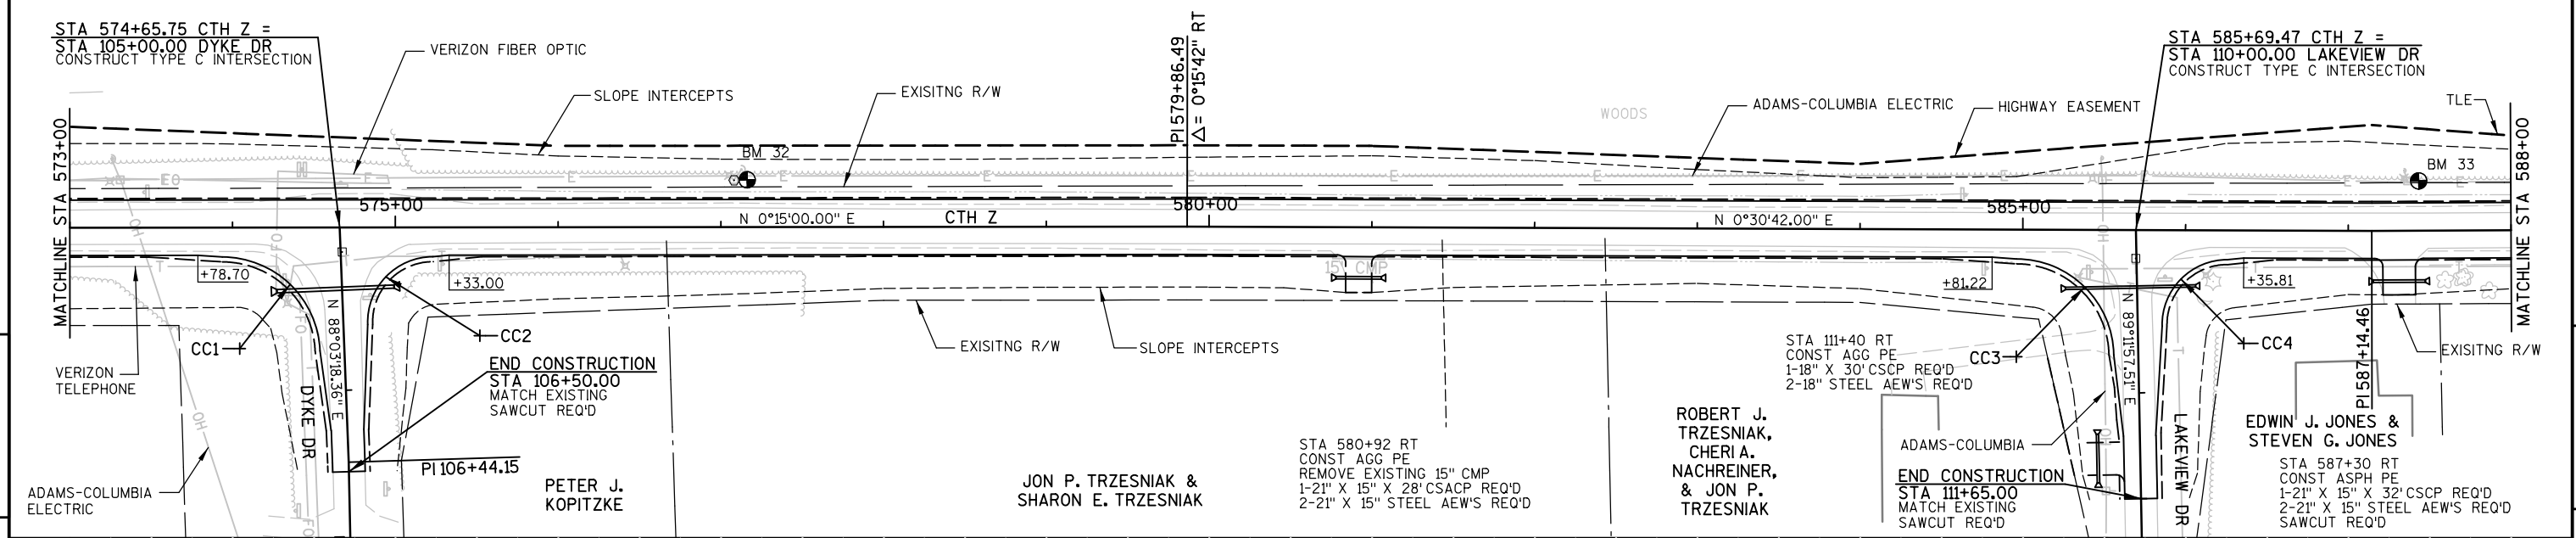 STA 574+65.75 CTH Z =
STA 105+00.00 DYKE DR
CONSTRUCT TYPE C INTERSECTION
VERIZON FIBER OPTIC
SLOPE INTERCEPTS
EXISITNG R/W
PI 579+86.49
△= 0°15'42" RT
WOODS
ADAMS-COLUMBIA ELECTRIC
HIGHWAY EASEMENT
STA 585+69.47 CTH Z =
STA 110+00.00 LAKEVIEW DR
CONSTRUCT TYPE C INTERSECTION
TLE
MATCHLINE STA 573+00
BM 32
BM 33
MATCHLINE STA 588+00
FO
E
E
E
E
E
E
E
E
E
E
E
575+00
N 0°15'00.00" E
CTH Z
580+00
N 0°30'42.00" E
585+00
OH
FO
T
+78.70
+33.00
15' CMP
+81.22
+35.81
CC1
CC2
N 88°03'18.36" E
DYKE DR
VERIZON
TELEPHONE
OH
FO
END CONSTRUCTION
STA 106+50.00
MATCH EXISTING
SAWCUT REQ'D
PI 106+44.15
ADAMS-COLUMBIA
ELECTRIC
FO
PETER J.
KOPITZKE
EXISITNG R/W
SLOPE INTERCEPTS
JON P. TRZESNIAK &
SHARON E. TRZESNIAK
STA 580+92 RT
CONST AGG PE
REMOVE EXISTING 15" CMP
1-21" X 15" X 28' CSACP REQ'D
2-21" X 15" STEEL AEW'S REQ'D
ROBERT J.
TRZESNIAK,
CHERI A.
NACHREINER,
& JON P.
TRZESNIAK
STA 111+40 RT
CONST AGG PE
1-18" X 30' CSCP REQ'D
2-18" STEEL AEW'S REQ'D
CC3
CC4
N 89°11'57.51" E
T
OH
LAKEVIEW DR
ADAMS-COLUMBIA
END CONSTRUCTION
STA 111+65.00
MATCH EXISTING
SAWCUT REQ'D
PI 587+14.46
EXISITNG R/W
EDWIN J. JONES &
STEVEN G. JONES
STA 587+30 RT
CONST ASPH PE
1-21" X 15" X 32' CSCP REQ'D
2-21" X 15" STEEL AEW'S REQ'D
SAWCUT REQ'D